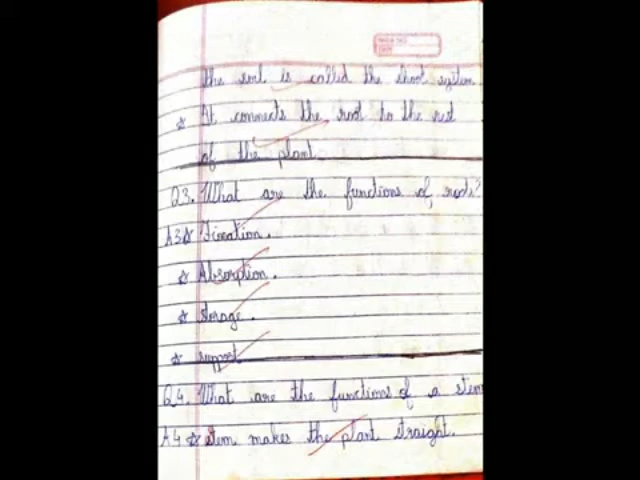 the soil is called the shoot system
☆ It connects the root to the rest
of the plant
Q3. What are the functions of root?
A3☆ Fixation.
☆ Absorption.
☆ Storage.
☆ support
Q4. What are the functions of a stem
A4☆ stem makes the plant straight.